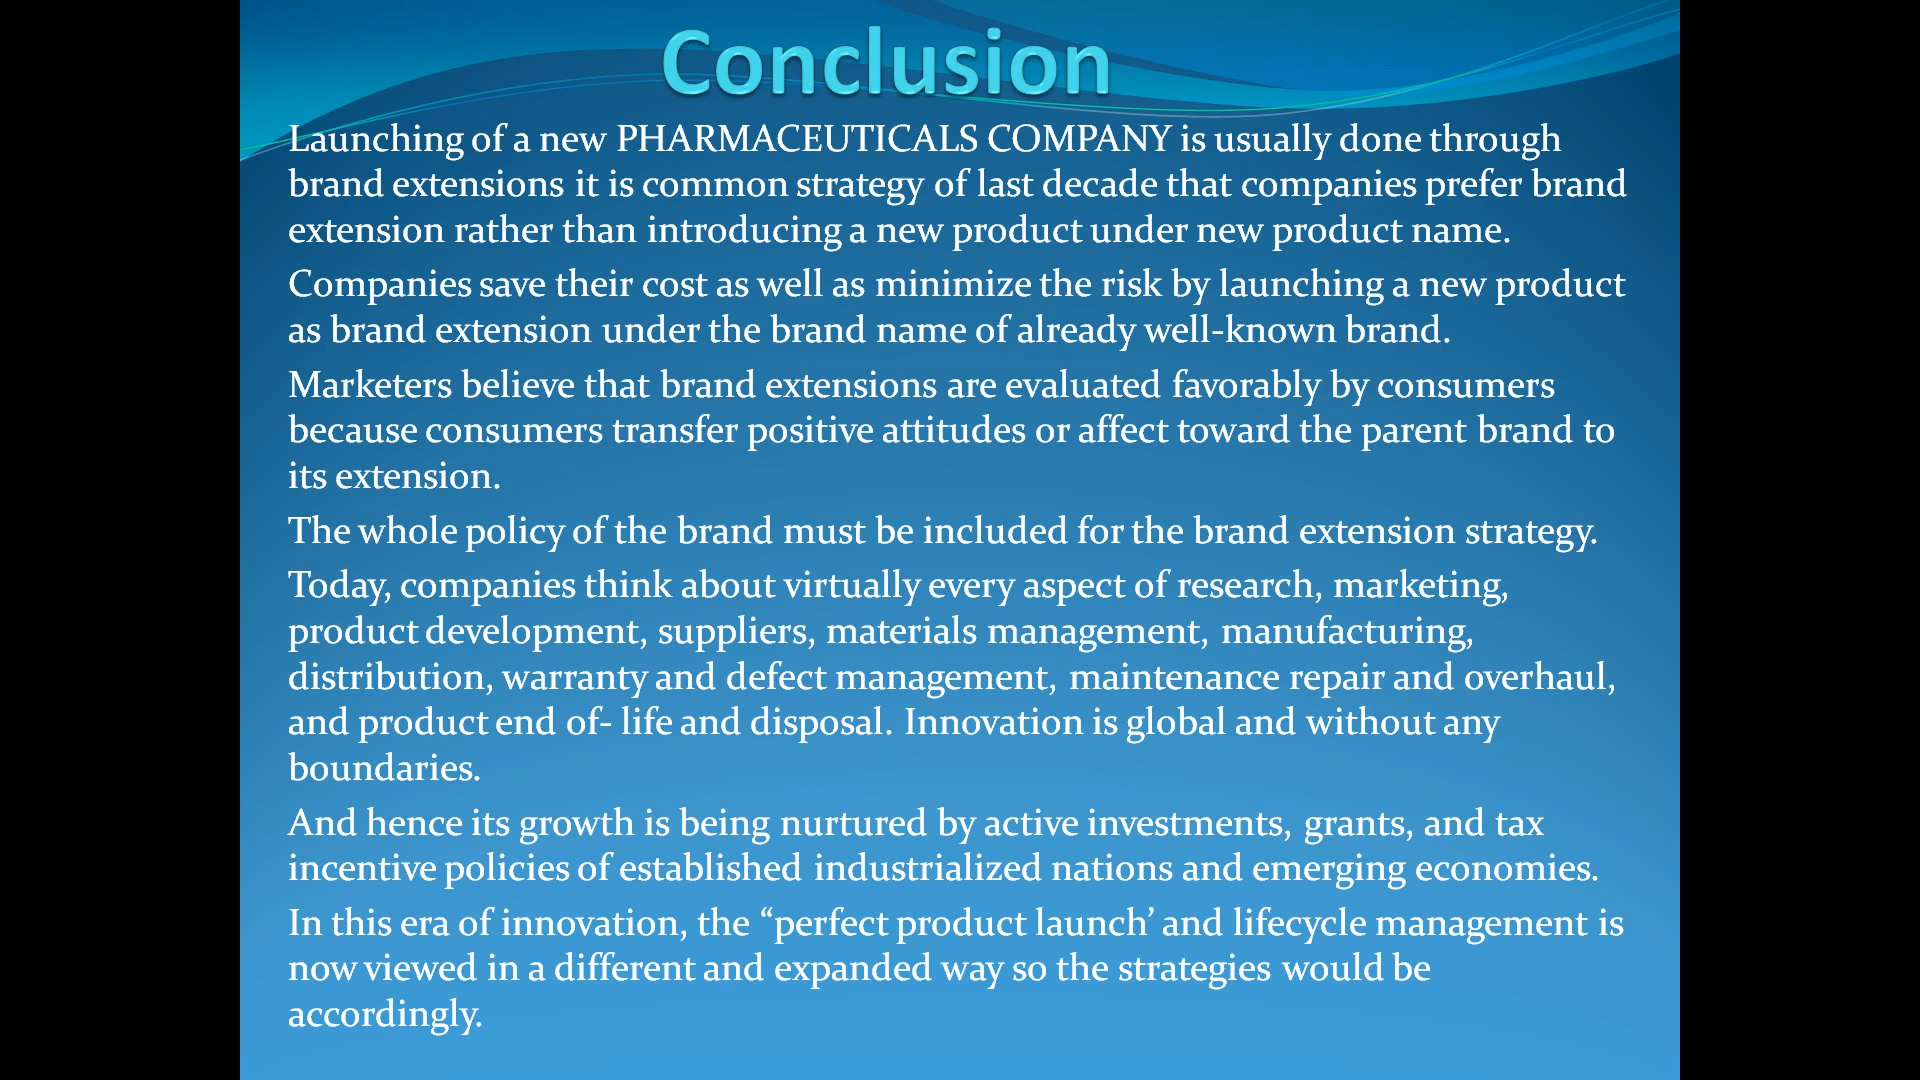 Conclusion
Launching of a new PHARMACEUTICALS COMPANY is usually done through
brand extensions it is common strategy of last decade that companies prefer brand
extension rather than introducing a new product under new product name.
Companies save their cost as well as minimize the risk by launching a new product
as brand extension under the brand name of already well-known brand.
Marketers believe that brand extensions are evaluated favorably by consumers
because consumers transfer positive attitudes or affect toward the parent brand to
its extension.
The whole policy of the brand must be included for the brand extension strategy.
Today, companies think about virtually every aspect of research, marketing,
product development, suppliers, materials management, manufacturing,
distribution, warranty and defect management, maintenance repair and overhaul,
and product end of- life and disposal. Innovation is global and without any
boundaries.
And hence its growth is being nurtured by active investments, grants, and tax
incentive policies of established industrialized nations and emerging economies.
In this era of innovation, the “perfect product launch’ and lifecycle management is
now viewed in a different and expanded way so the strategies would be
accordingly.